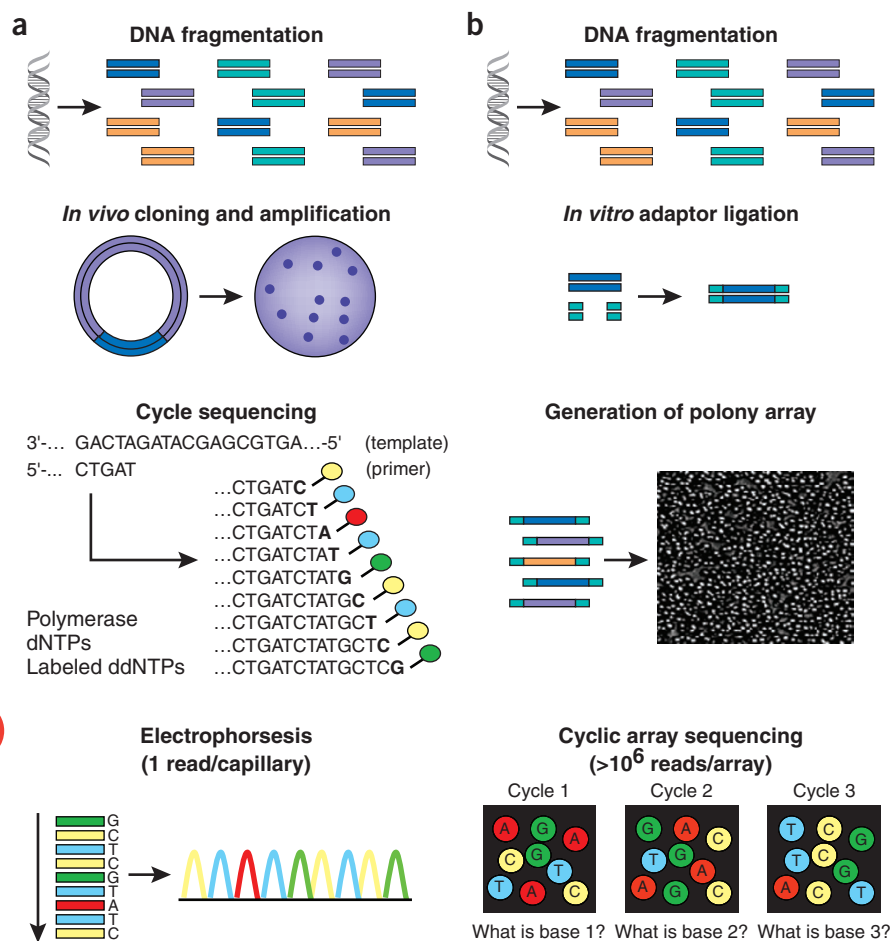 a
DNA fragmentation
In vivo cloning and amplification
Cycle sequencing
3'-... GACTAGATACGAGCGTGA...-5' (template)
5'-... CTGAT (primer)
...CTGATC
...CTGATCT
...CTGATCTA
...CTGATCTAT
...CTGATCTATG
...CTGATCTATGC
...CTGATCTATGCT
...CTGATCTATGCTC
...CTGATCTATGCTCG
Polymerase
dNTPs
Labeled ddNTPs
Electrophorsesis
(1 read/capillary)
G
C
T
C
G
T
A
T
C
b
DNA fragmentation
In vitro adaptor ligation
Generation of polony array
Cyclic array sequencing
(>10⁶ reads/array)
Cycle 1
A G A
C G T
T A C
What is base 1?
Cycle 2
G A C
T G A
A G C
What is base 2?
Cycle 3
T C G
T C G
A C T
What is base 3?